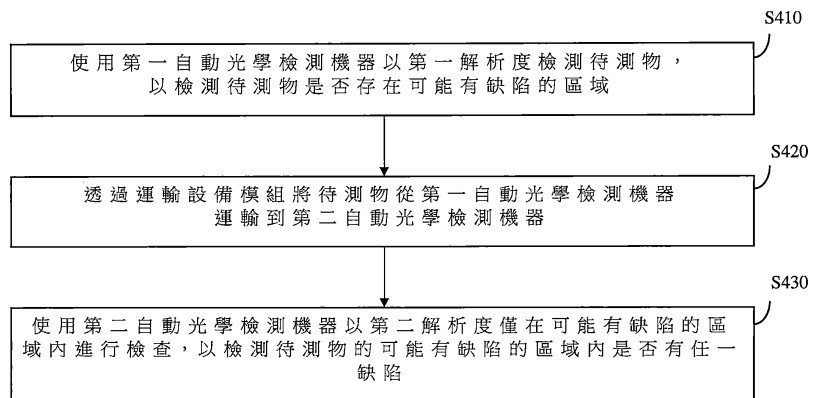 S410
使用第一自動光學檢測機器以第一解析度檢測待測物，
以檢測待測物是否存在可能有缺陷的區域
S420
透過運輸設備模組將待測物從第一自動光學檢測機器
運輸到第二自動光學檢測機器
S430
使用第二自動光學檢測機器以第二解析度僅在可能有缺陷的區
域內進行檢查，以檢測待測物的可能有缺陷的區域內是否有任一
缺陷